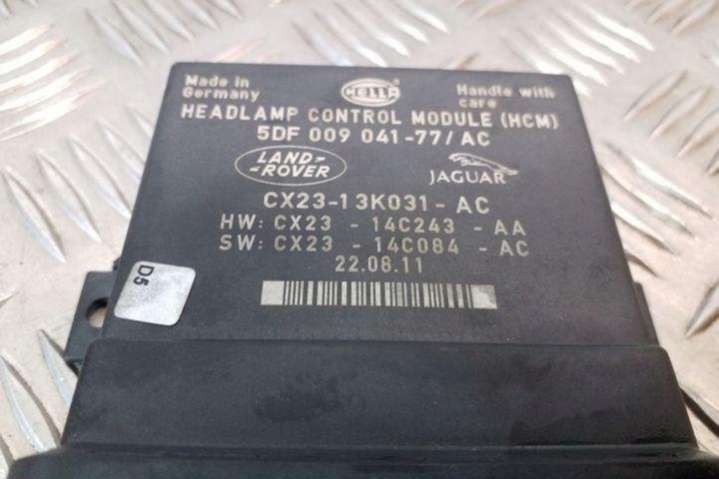 Made in
Germany
HELLA
Handle with
care
HEADLAMP CONTROL MODULE (HCM)
5DF 009 041-77/AC
LAND-
-ROVER
JAGUAR
CX23-13K031-AC
HW: CX23 - 14C243 - AA
SW: CX23 - 14C084 - AC
22.08.11
D5